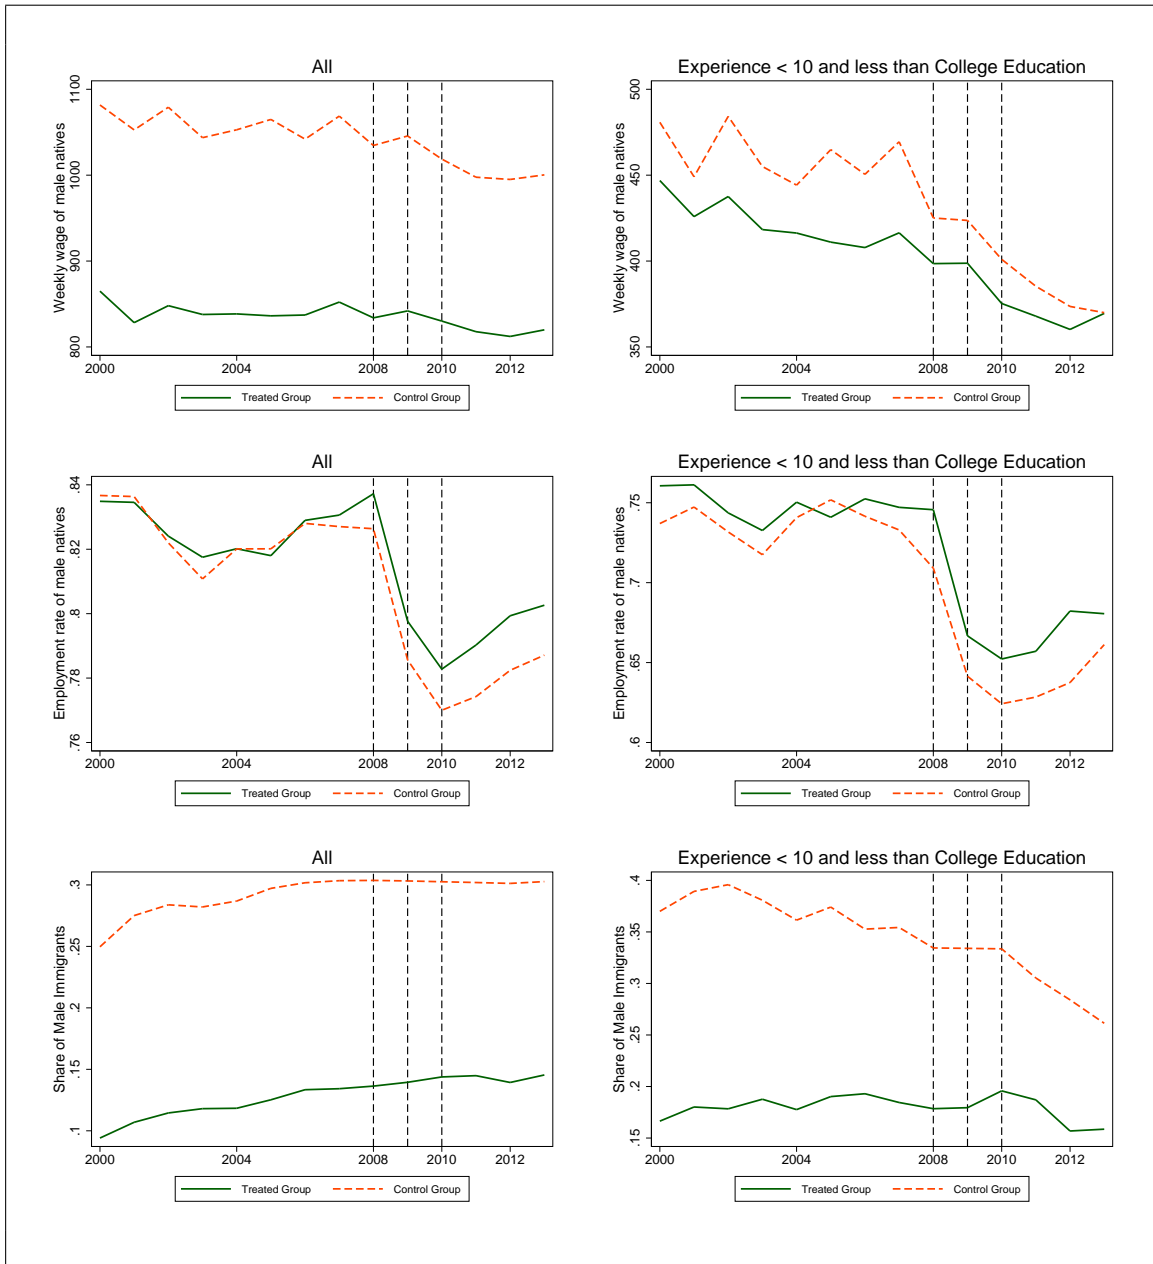 All
Weekly wage of male natives
1100
1000
900
800
2000
2004
2008
2010
2012
Treated Group
Control Group
Experience < 10 and less than College Education
Weekly wage of male natives
500
450
400
350
2000
2004
2008
2010
2012
Treated Group
Control Group
All
Employment rate of male natives
.84
.82
.8
.78
.76
2000
2004
2008
2010
2012
Treated Group
Control Group
Experience < 10 and less than College Education
Employment rate of male natives
.75
.7
.65
.6
2000
2004
2008
2010
2012
Treated Group
Control Group
All
Share of Male Immigrants
.3
.25
.2
.15
.1
2000
2004
2008
2010
2012
Treated Group
Control Group
Experience < 10 and less than College Education
Share of Male Immigrants
.4
.35
.3
.25
.2
.15
2000
2004
2008
2010
2012
Treated Group
Control Group